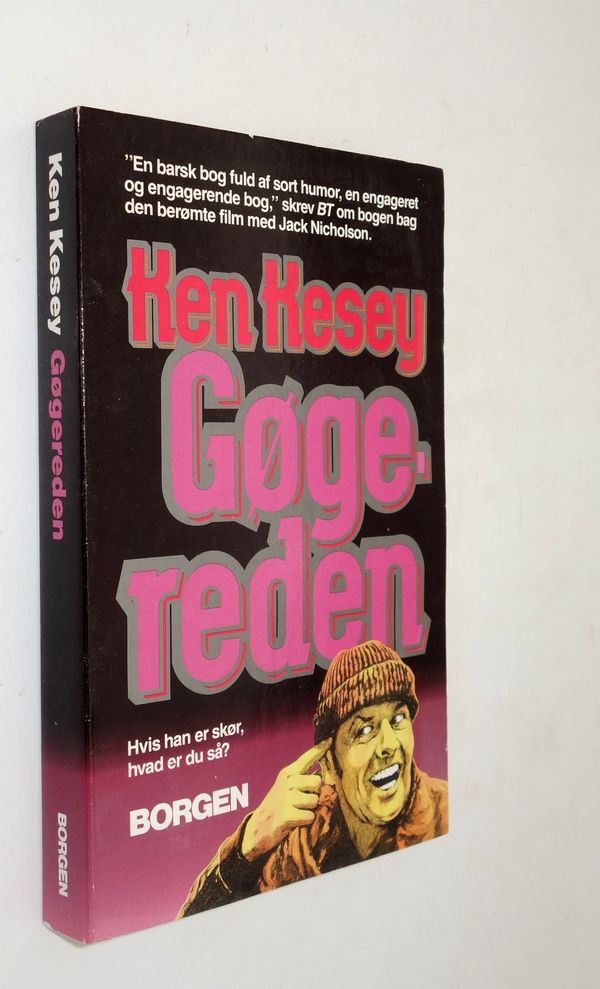 Ken Kesey Gøgereden
BORGEN
”En barsk bog fuld af sort humor, en engageret
og engagerende bog,” skrev BT om bogen bag
den berømte film med Jack Nicholson.
Ken Kesey
Gøge-
reden
Hvis han er skør,
hvad er du så?
BORGEN